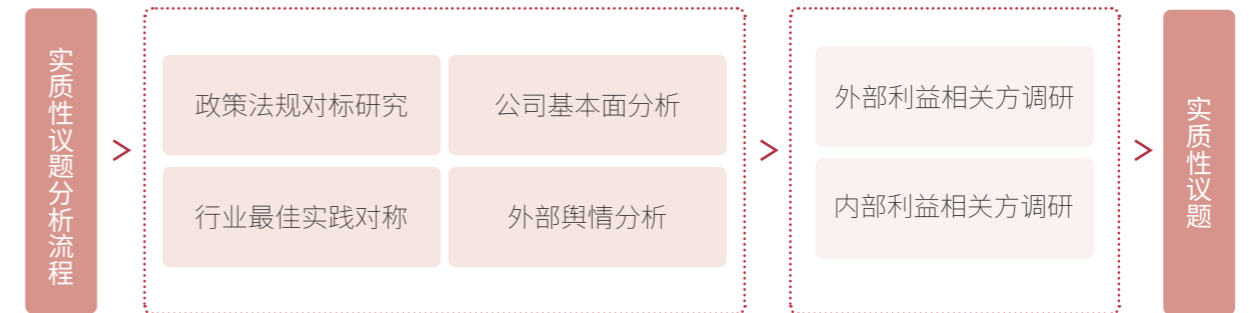 实质性议题分析流程
政策法规对标研究
公司基本面分析
行业最佳实践对称
外部舆情分析
外部利益相关方调研
内部利益相关方调研
实质性议题